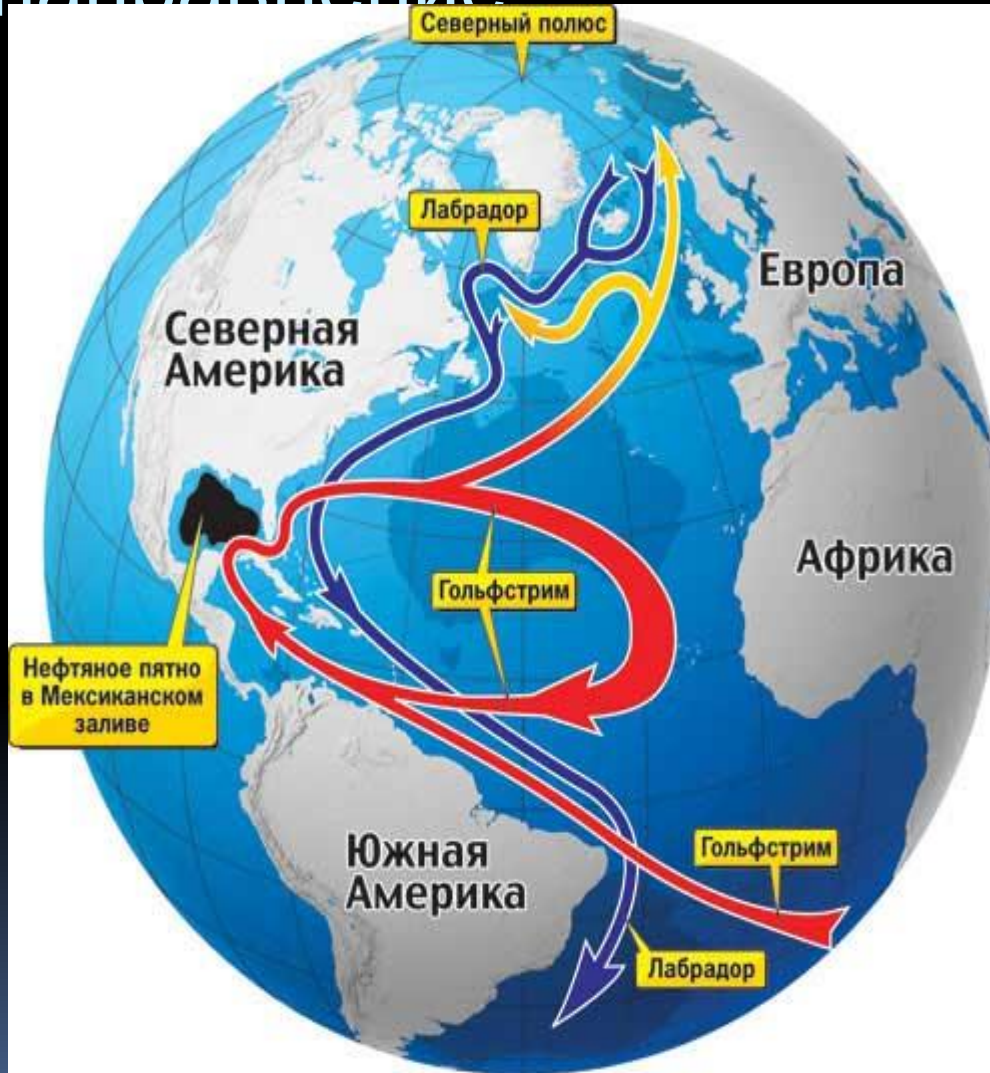 Северный полюс
Лабрадор
Европа
Северная
Америка
Африка
Гольфстрим
Нефтяное пятно
в Мексиканском
заливе
Южная
Америка
Гольфстрим
Лабрадор